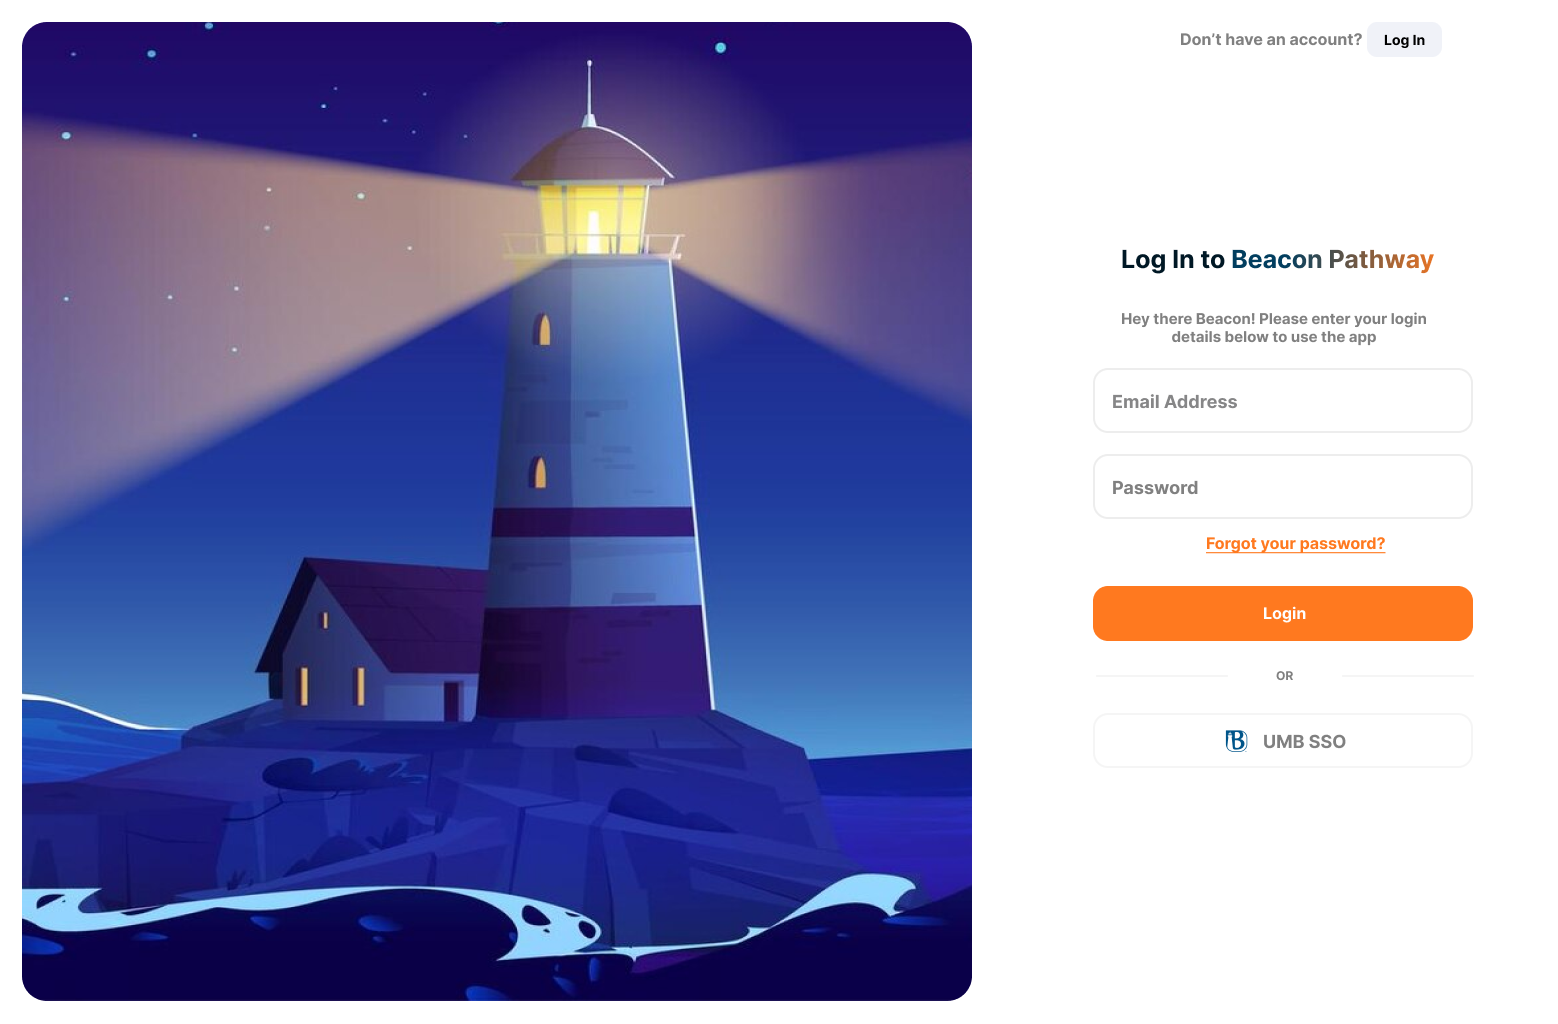 Don't have an account? Log In
Log In to Beacon Pathway
Hey there Beacon! Please enter your login
details below to use the app
Email Address
Password
Forgot your password?
Login
OR
B UMB SSO